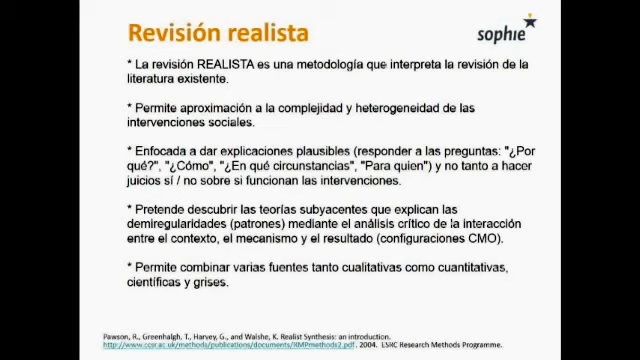 Revisión realista
sophie
* La revisión REALISTA es una metodología que interpreta la revisión de la
literatura existente.
* Permite aproximación a la complejidad y heterogeneidad de las
intervenciones sociales.
* Enfocada a dar explicaciones plausibles (responder a las preguntas: "¿Por
qué?", "¿Cómo", "¿En qué circunstancias", "Para quien") y no tanto a hacer
juicios sí / no sobre si funcionan las intervenciones.
* Pretende descubrir las teorías subyacentes que explican las
demiregularidades (patrones) mediante el análisis crítico de la interacción
entre el contexto, el mecanismo y el resultado (configuraciones CMO).
* Permite combinar varias fuentes tanto cualitativas como cuantitativas,
científicas y grises.
Pawson, R., Greenhalgh, T., Harvey, G., and Walshe, K. Realist Synthesis: an introduction.
http://www.ccsr.ac.uk/methods/publications/documents/RMPmethods2.pdf. 2004. ESRC Research Methods Programme.